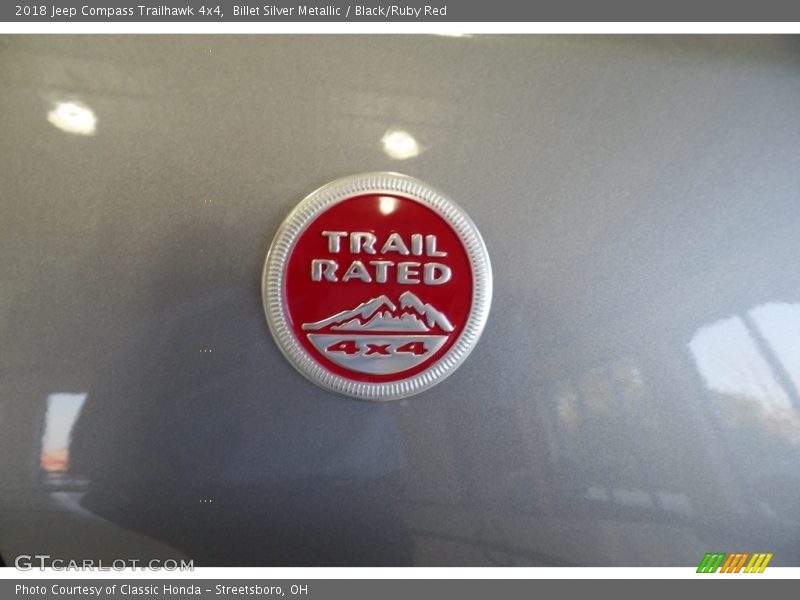 2018 Jeep Compass Trailhawk 4x4,  Billet Silver Metallic / Black/Ruby Red
TRAIL
RATED
4x4
GTCARLOT.COM
Photo Courtesy of Classic Honda - Streetsboro, OH